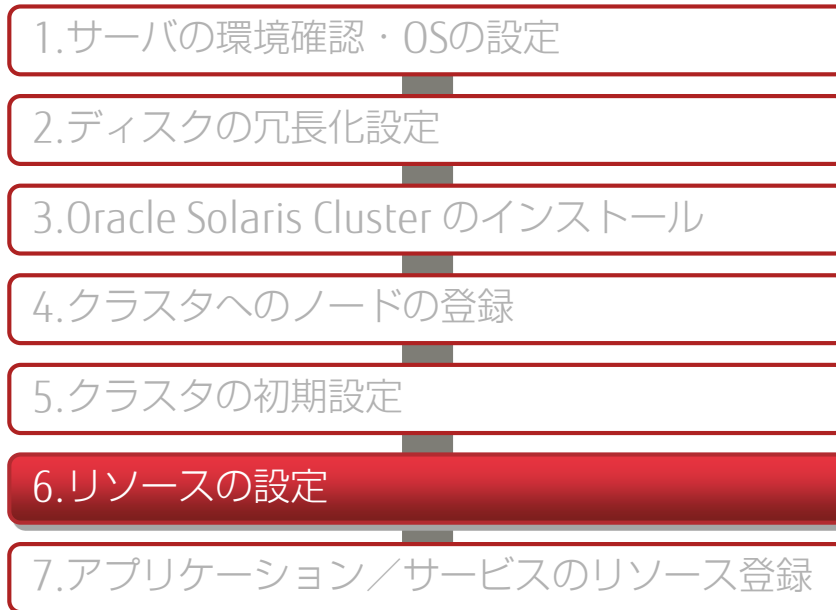 1.サーバの環境確認・OSの設定
2.ディスクの冗長化設定
3.Oracle Solaris Cluster のインストール
4.クラスタへのノードの登録
5.クラスタの初期設定
6.リソースの設定
7.アプリケーション／サービスのリソース登録